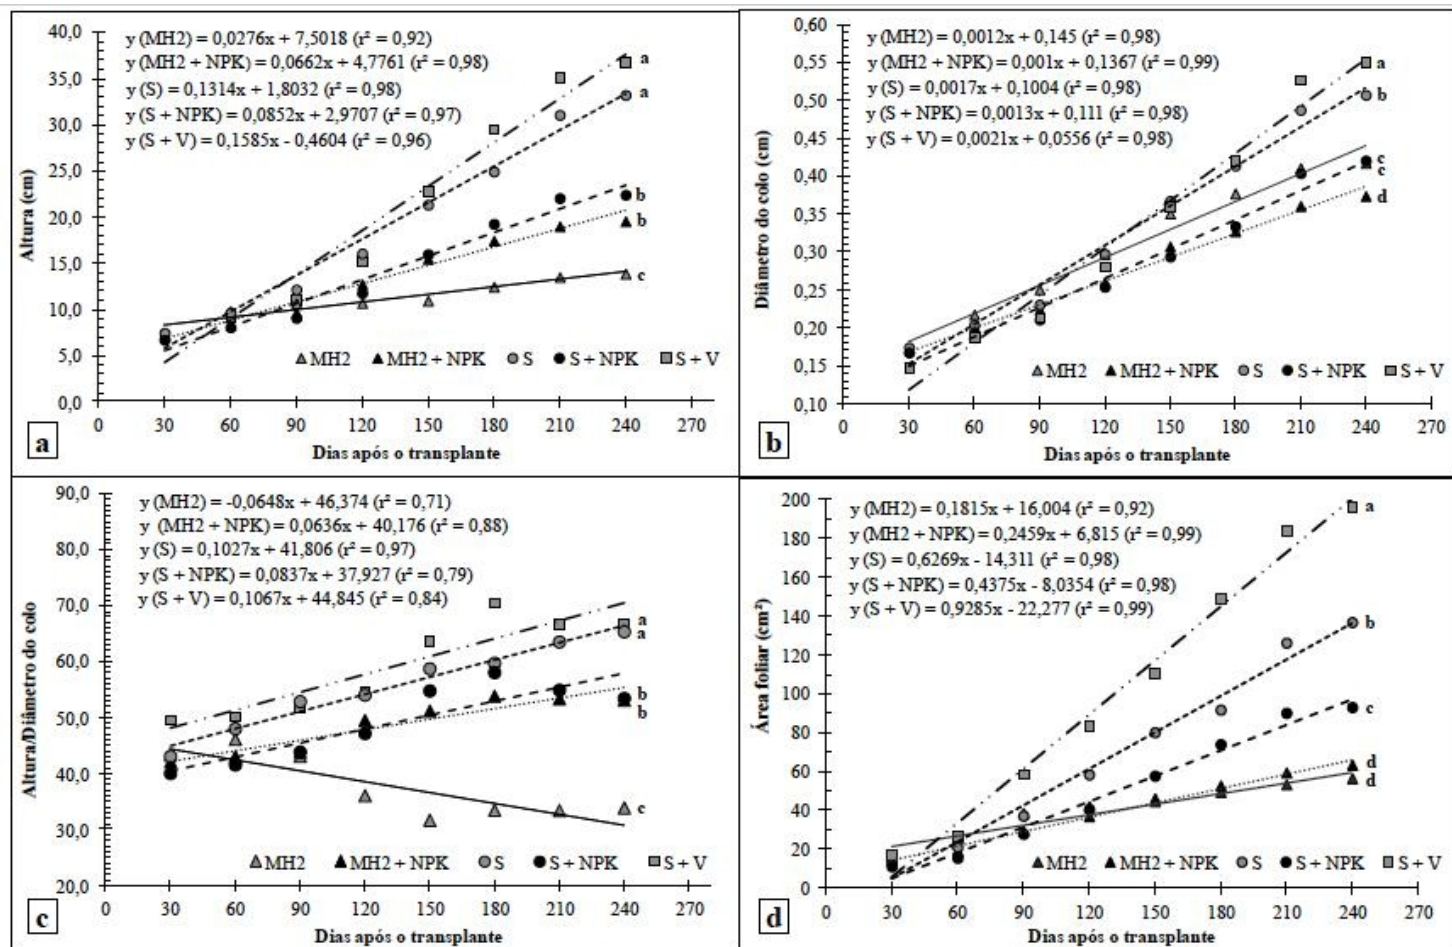 y (MH2) = 0,0276x + 7,5018 (r² = 0,92)
y (MH2 + NPK) = 0,0662x + 4,7761 (r² = 0,98)
y (S) = 0,1314x + 1,8032 (r² = 0,98)
y (S + NPK) = 0,0852x + 2,9707 (r² = 0,97)
y (S + V) = 0,1585x - 0,4604 (r² = 0,96)
40,0
35,0
30,0
25,0
20,0
15,0
10,0
5,0
0,0
Altura (cm)
a
a
b
b
c
MH2 MH2 + NPK S S + NPK S + V
0 30 60 90 120 150 180 210 240 270
Dias após o transplante
a
y (MH2) = 0,0012x + 0,145 (r² = 0,98)
y (MH2 + NPK) = 0,001x + 0,1367 (r² = 0,99)
y (S) = 0,0017x + 0,1004 (r² = 0,98)
y (S + NPK) = 0,0013x + 0,111 (r² = 0,98)
y (S + V) = 0,0021x + 0,0556 (r² = 0,98)
0,60
0,55
0,50
0,45
0,40
0,35
0,30
0,25
0,20
0,15
0,10
Diâmetro do colo (cm)
a
b
c
c
d
MH2 MH2 + NPK S S + NPK S + V
0 30 60 90 120 150 180 210 240 270
Dias após o transplante
b
y (MH2) = -0,0648x + 46,374 (r² = 0,71)
y (MH2 + NPK) = 0,0636x + 40,176 (r² = 0,88)
y (S) = 0,1027x + 41,806 (r² = 0,97)
y (S + NPK) = 0,0837x + 37,927 (r² = 0,79)
y (S + V) = 0,1067x + 44,845 (r² = 0,84)
90,0
80,0
70,0
60,0
50,0
40,0
30,0
20,0
Altura/Diâmetro do colo
a
a
b
b
c
MH2 MH2 + NPK S S + NPK S + V
0 30 60 90 120 150 180 210 240 270
Dias após o transplante
c
y (MH2) = 0,1815x + 16,004 (r² = 0,92)
y (MH2 + NPK) = 0,2459x + 6,815 (r² = 0,99)
y (S) = 0,6269x - 14,311 (r² = 0,98)
y (S + NPK) = 0,4375x - 8,0354 (r² = 0,98)
y (S + V) = 0,9285x - 22,277 (r² = 0,99)
200
180
160
140
120
100
80
60
40
20
0
Área foliar (cm²)
a
b
c
d
d
MH2 MH2 + NPK S S + NPK S + V
0 30 60 90 120 150 180 210 240 270
Dias após o transplante
d